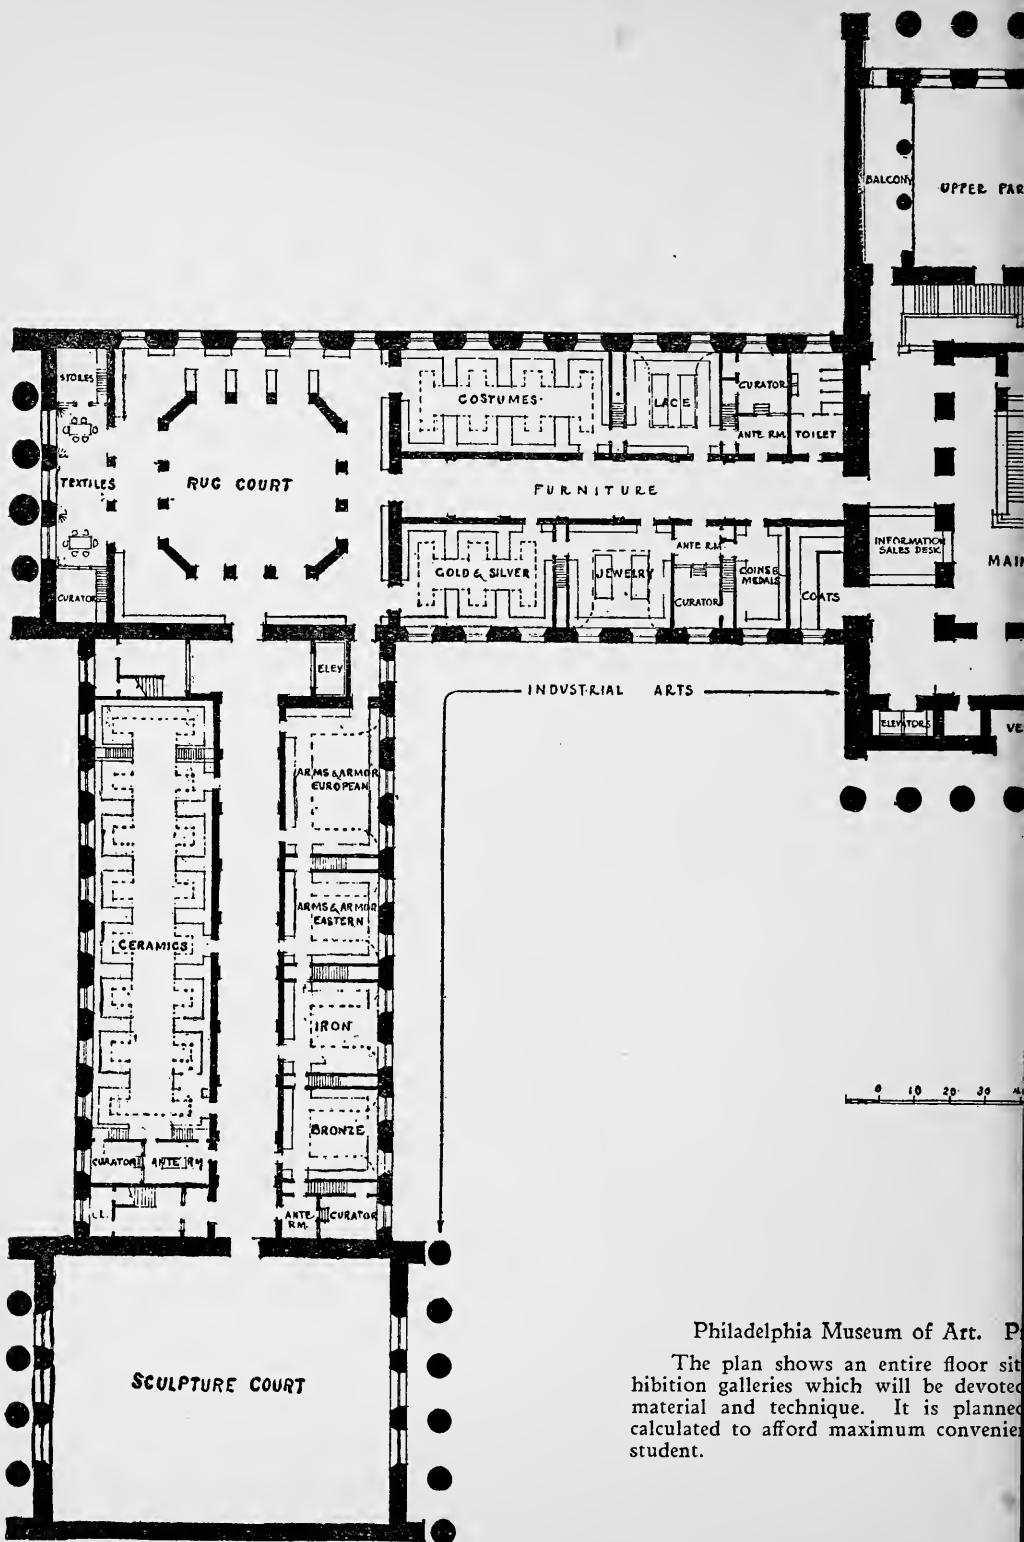 BALCONY
UPPER PAR
STORES
COSTUMES
LACE
CURATOR
ANTE RM.
TOILET
TEXTILES
RUG COURT
FURNITURE
INFORMATION
SALES DESK
MAIN
GOLD & SILVER
JEWELRY
ANTE RM.
CURATOR
COINS &
MEDALS
COATS
CURATOR
ELEV
INDUSTRIAL ARTS
ELEVATORS
VE
ARMS & ARMOR
EUROPEAN
ARMS & ARMOR
EASTERN
CERAMICS
IRON
BRONZE
0 10 20 30
CURATOR
ANTE RM
ANTE
RM.
CURATOR
SCULPTURE COURT
Philadelphia Museum of Art. P
The plan shows an entire floor sit
hibition galleries which will be devoted
material and technique. It is planned
calculated to afford maximum convenie
student.